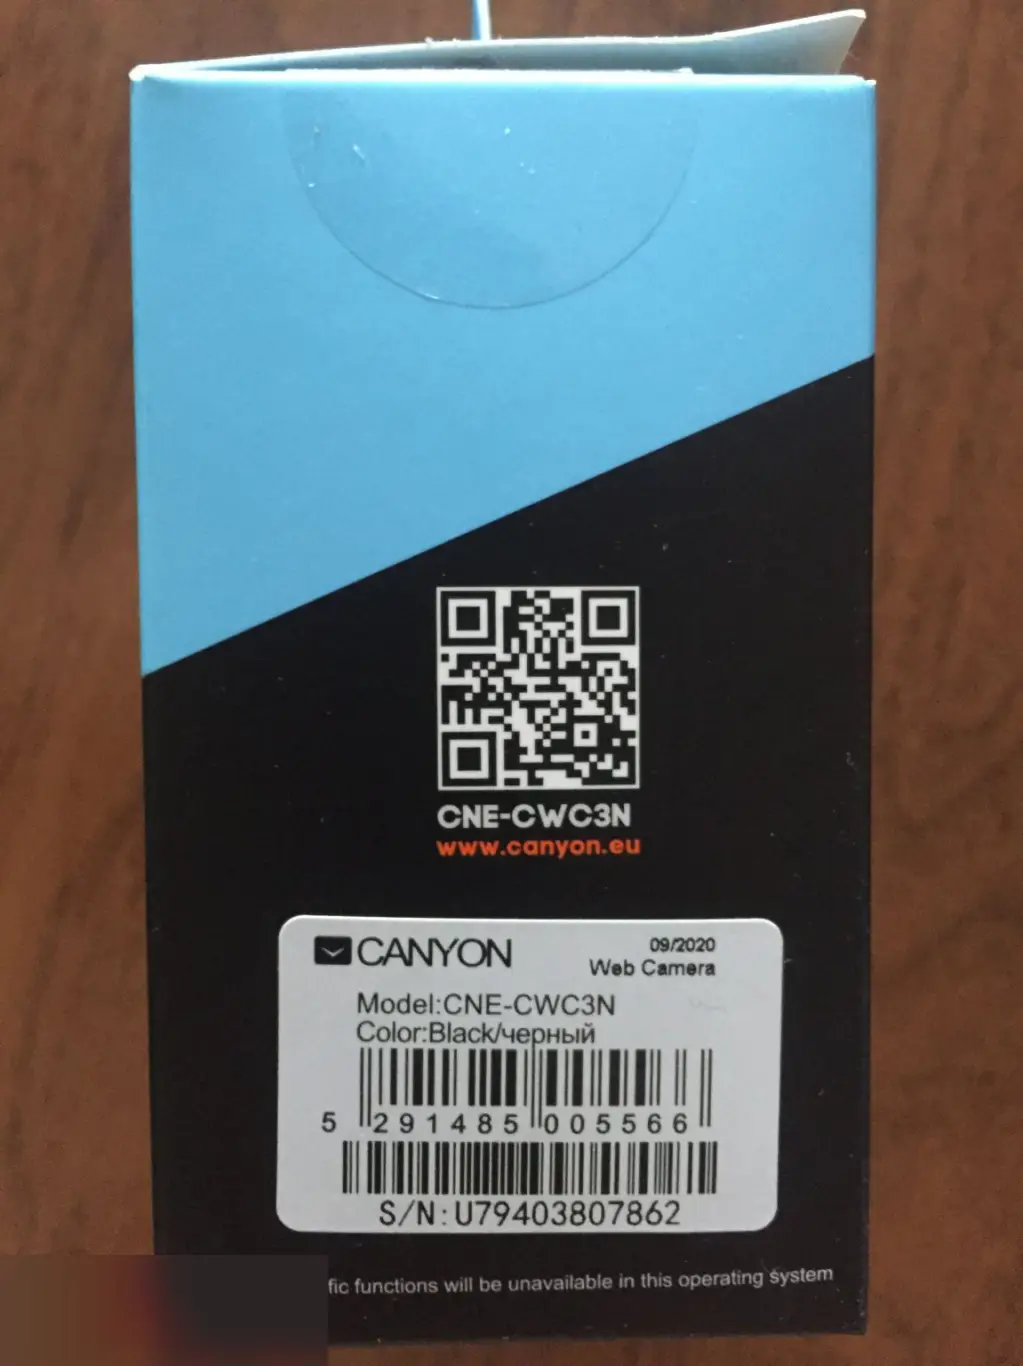 CNE-CWC3N
www.canyon.eu
CANYON
09/2020
Web Camera
Model:CNE-CWC3N
Color:Black/черный
5 291485 005566
S/N:U79403807862
functions will be unavailable in this operating system